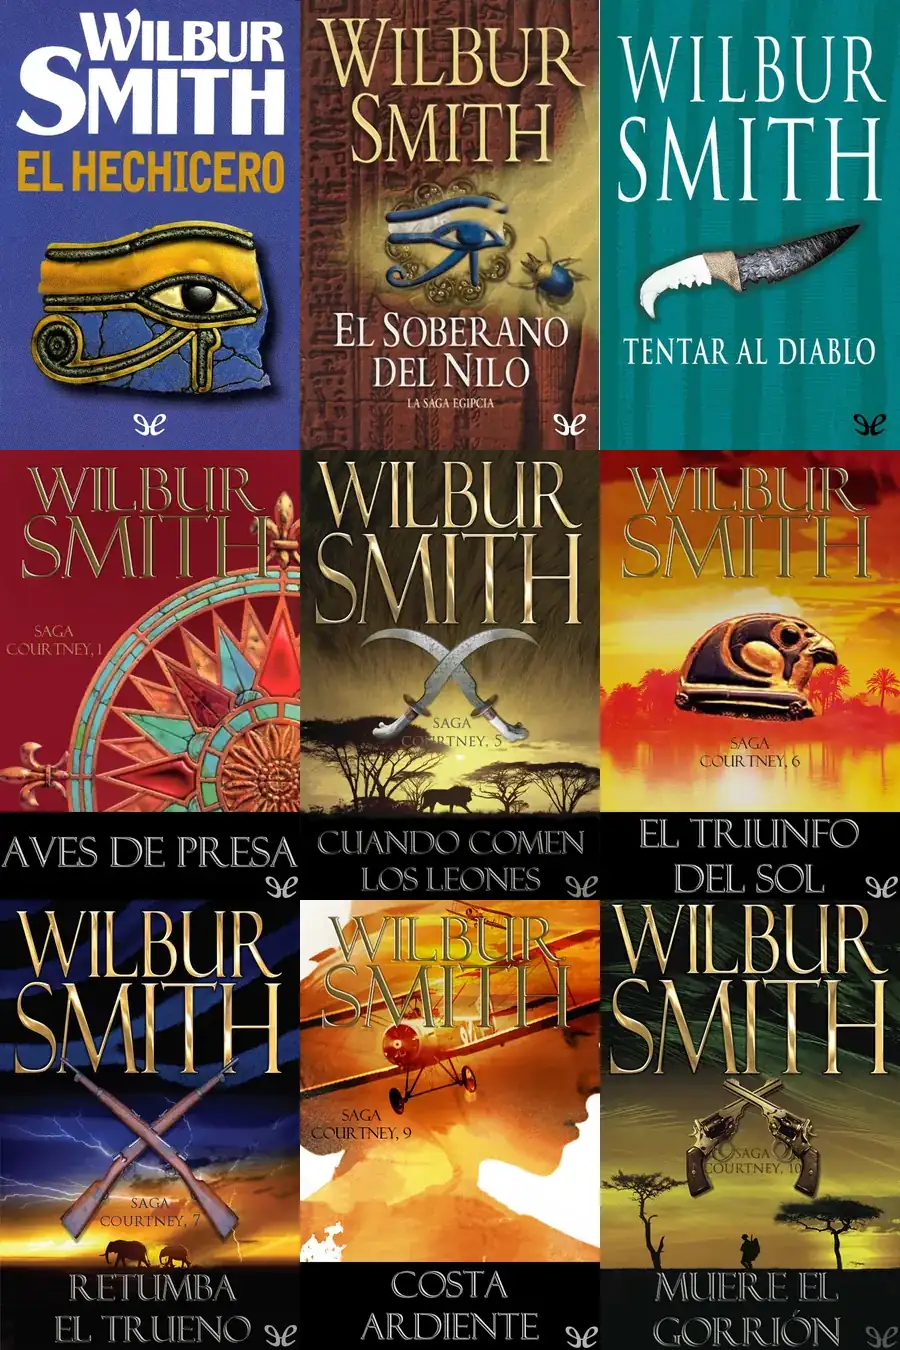 WILBUR
SMITH
EL HECHICERO
WILBUR
SMITH
EL SOBERANO
DEL NILO
LA SAGA EGIPCIA
WILBUR
SMITH
TENTAR AL DIABLO
WILBUR
SMITH
SAGA
COURTNEY, 1
AVES DE PRESA
WILBUR
SMITH
SAGA
COURTNEY, 5
CUANDO COMEN
LOS LEONES
WILBUR
SMITH
SAGA
COURTNEY, 6
EL TRIUNFO
DEL SOL
WILBUR
SMITH
SAGA
COURTNEY, 7
RETUMBA
EL TRUENO
WILBUR
SMITH
SAGA
COURTNEY, 9
COSTA
ARDIENTE
WILBUR
SMITH
SAGA
COURTNEY, 10
MUERE EL
GORRIÓN